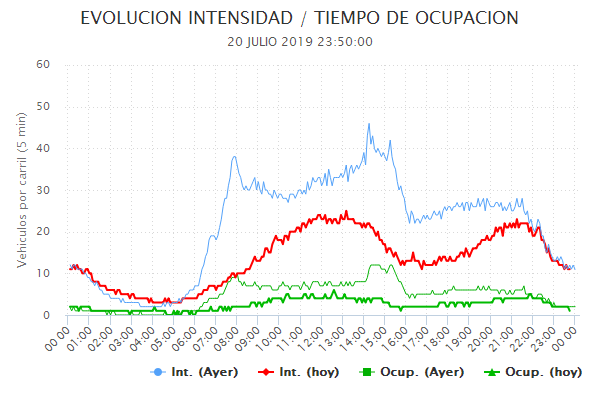 EVOLUCION INTENSIDAD / TIEMPO DE OCUPACION
20 JULIO 2019 23:50:00
Vehiculos por carril (5 min)
60
50
40
30
20
10
0
00:00 01:00 02:00 03:00 04:00 05:00 06:00 07:00 08:00 09:00 10:00 11:00 12:00 13:00 14:00 15:00 16:00 17:00 18:00 19:00 20:00 21:00 22:00 23:00 00:00
Int. (Ayer) Int. (hoy) Ocup. (Ayer) Ocup. (hoy)